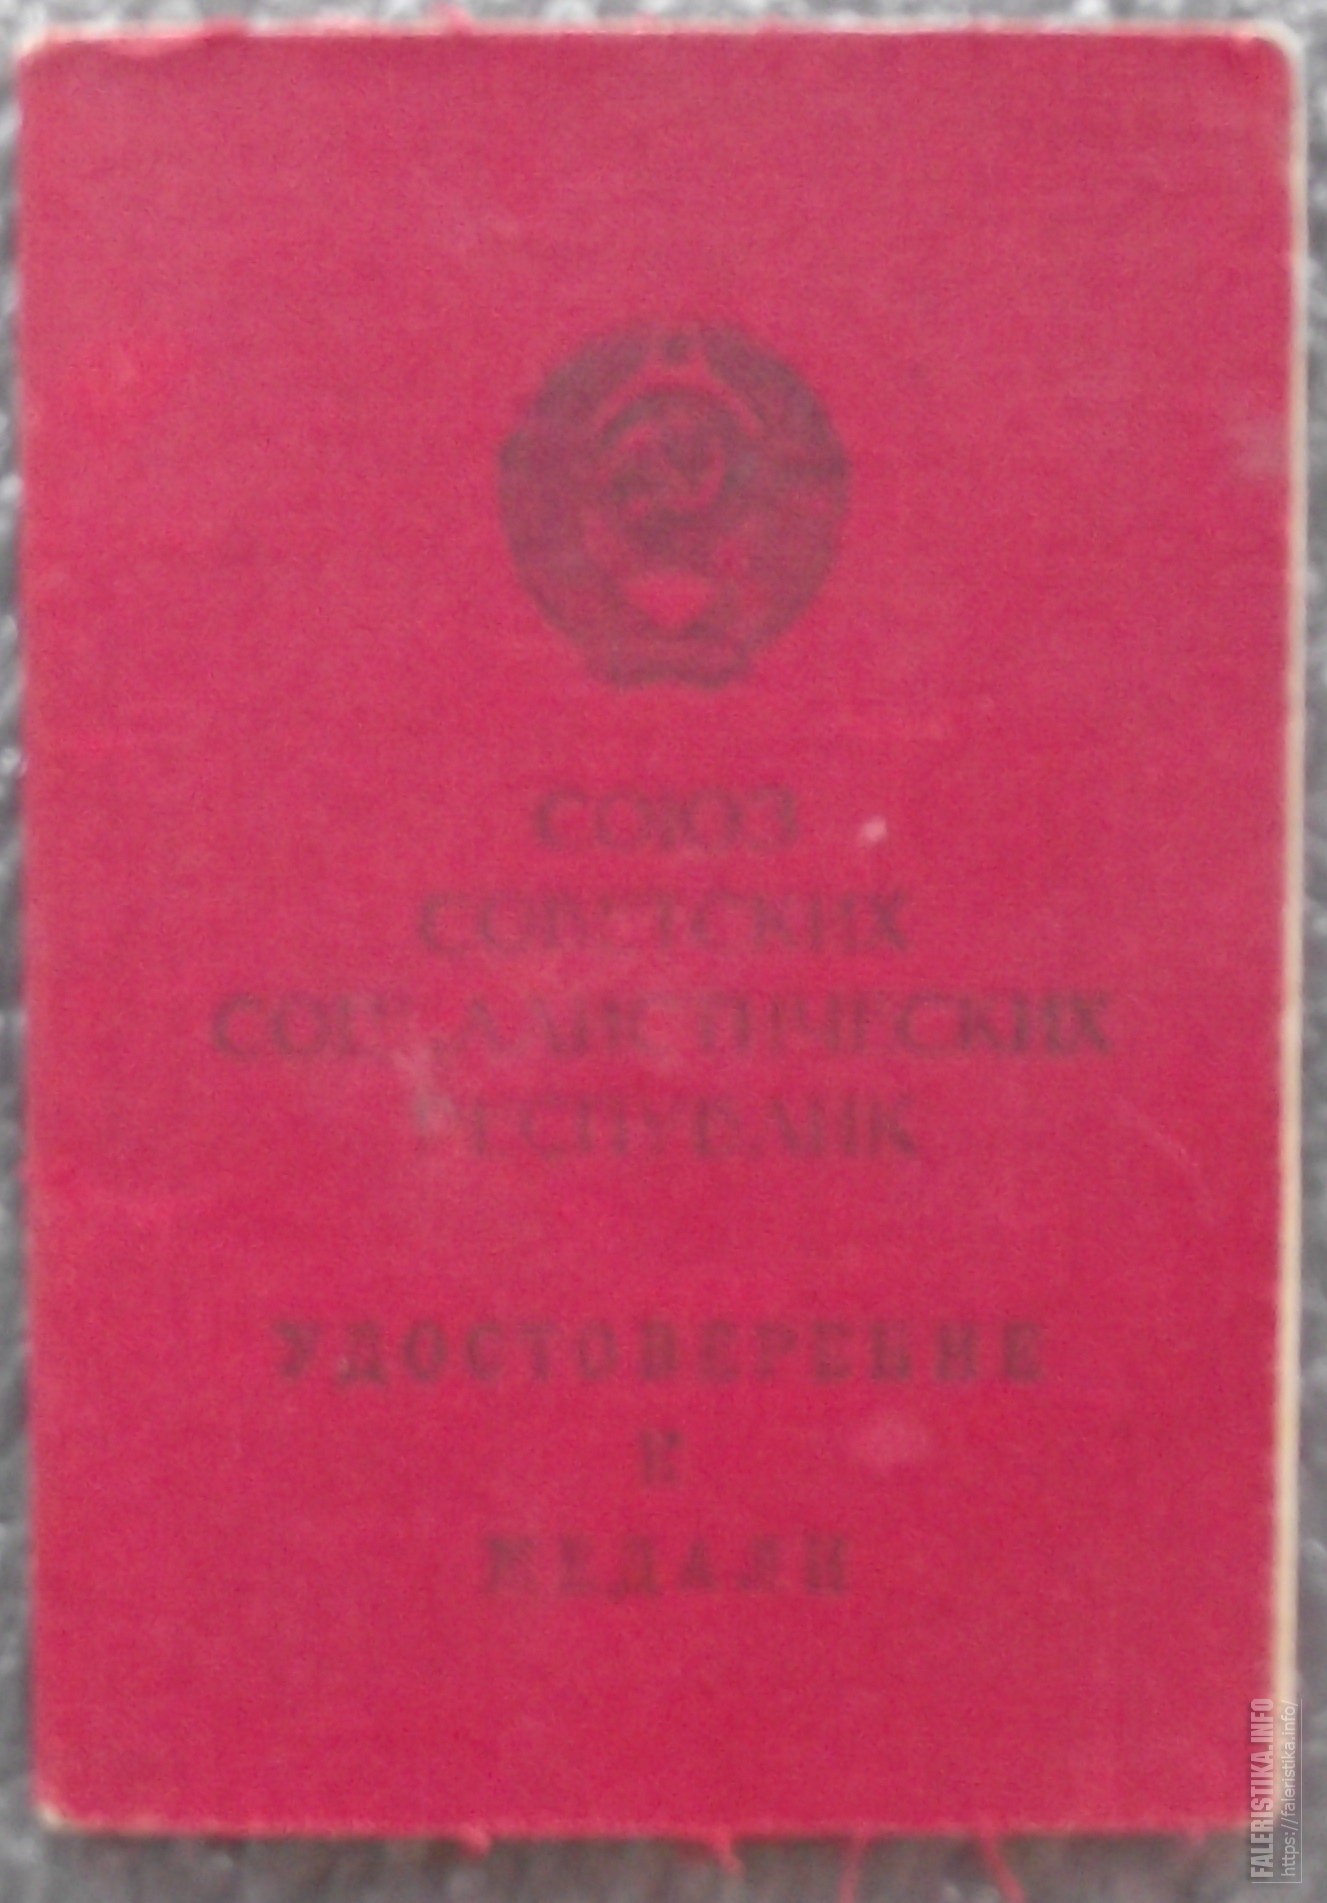 СОЮЗ
СОВЕТСКИХ
СОЦИАЛИСТИЧЕСКИХ
РЕСПУБЛИК
УДОСТОВЕРЕНИЕ
К
МЕДАЛИ
FALERISTIKA.INFO
https://faleristika.info/